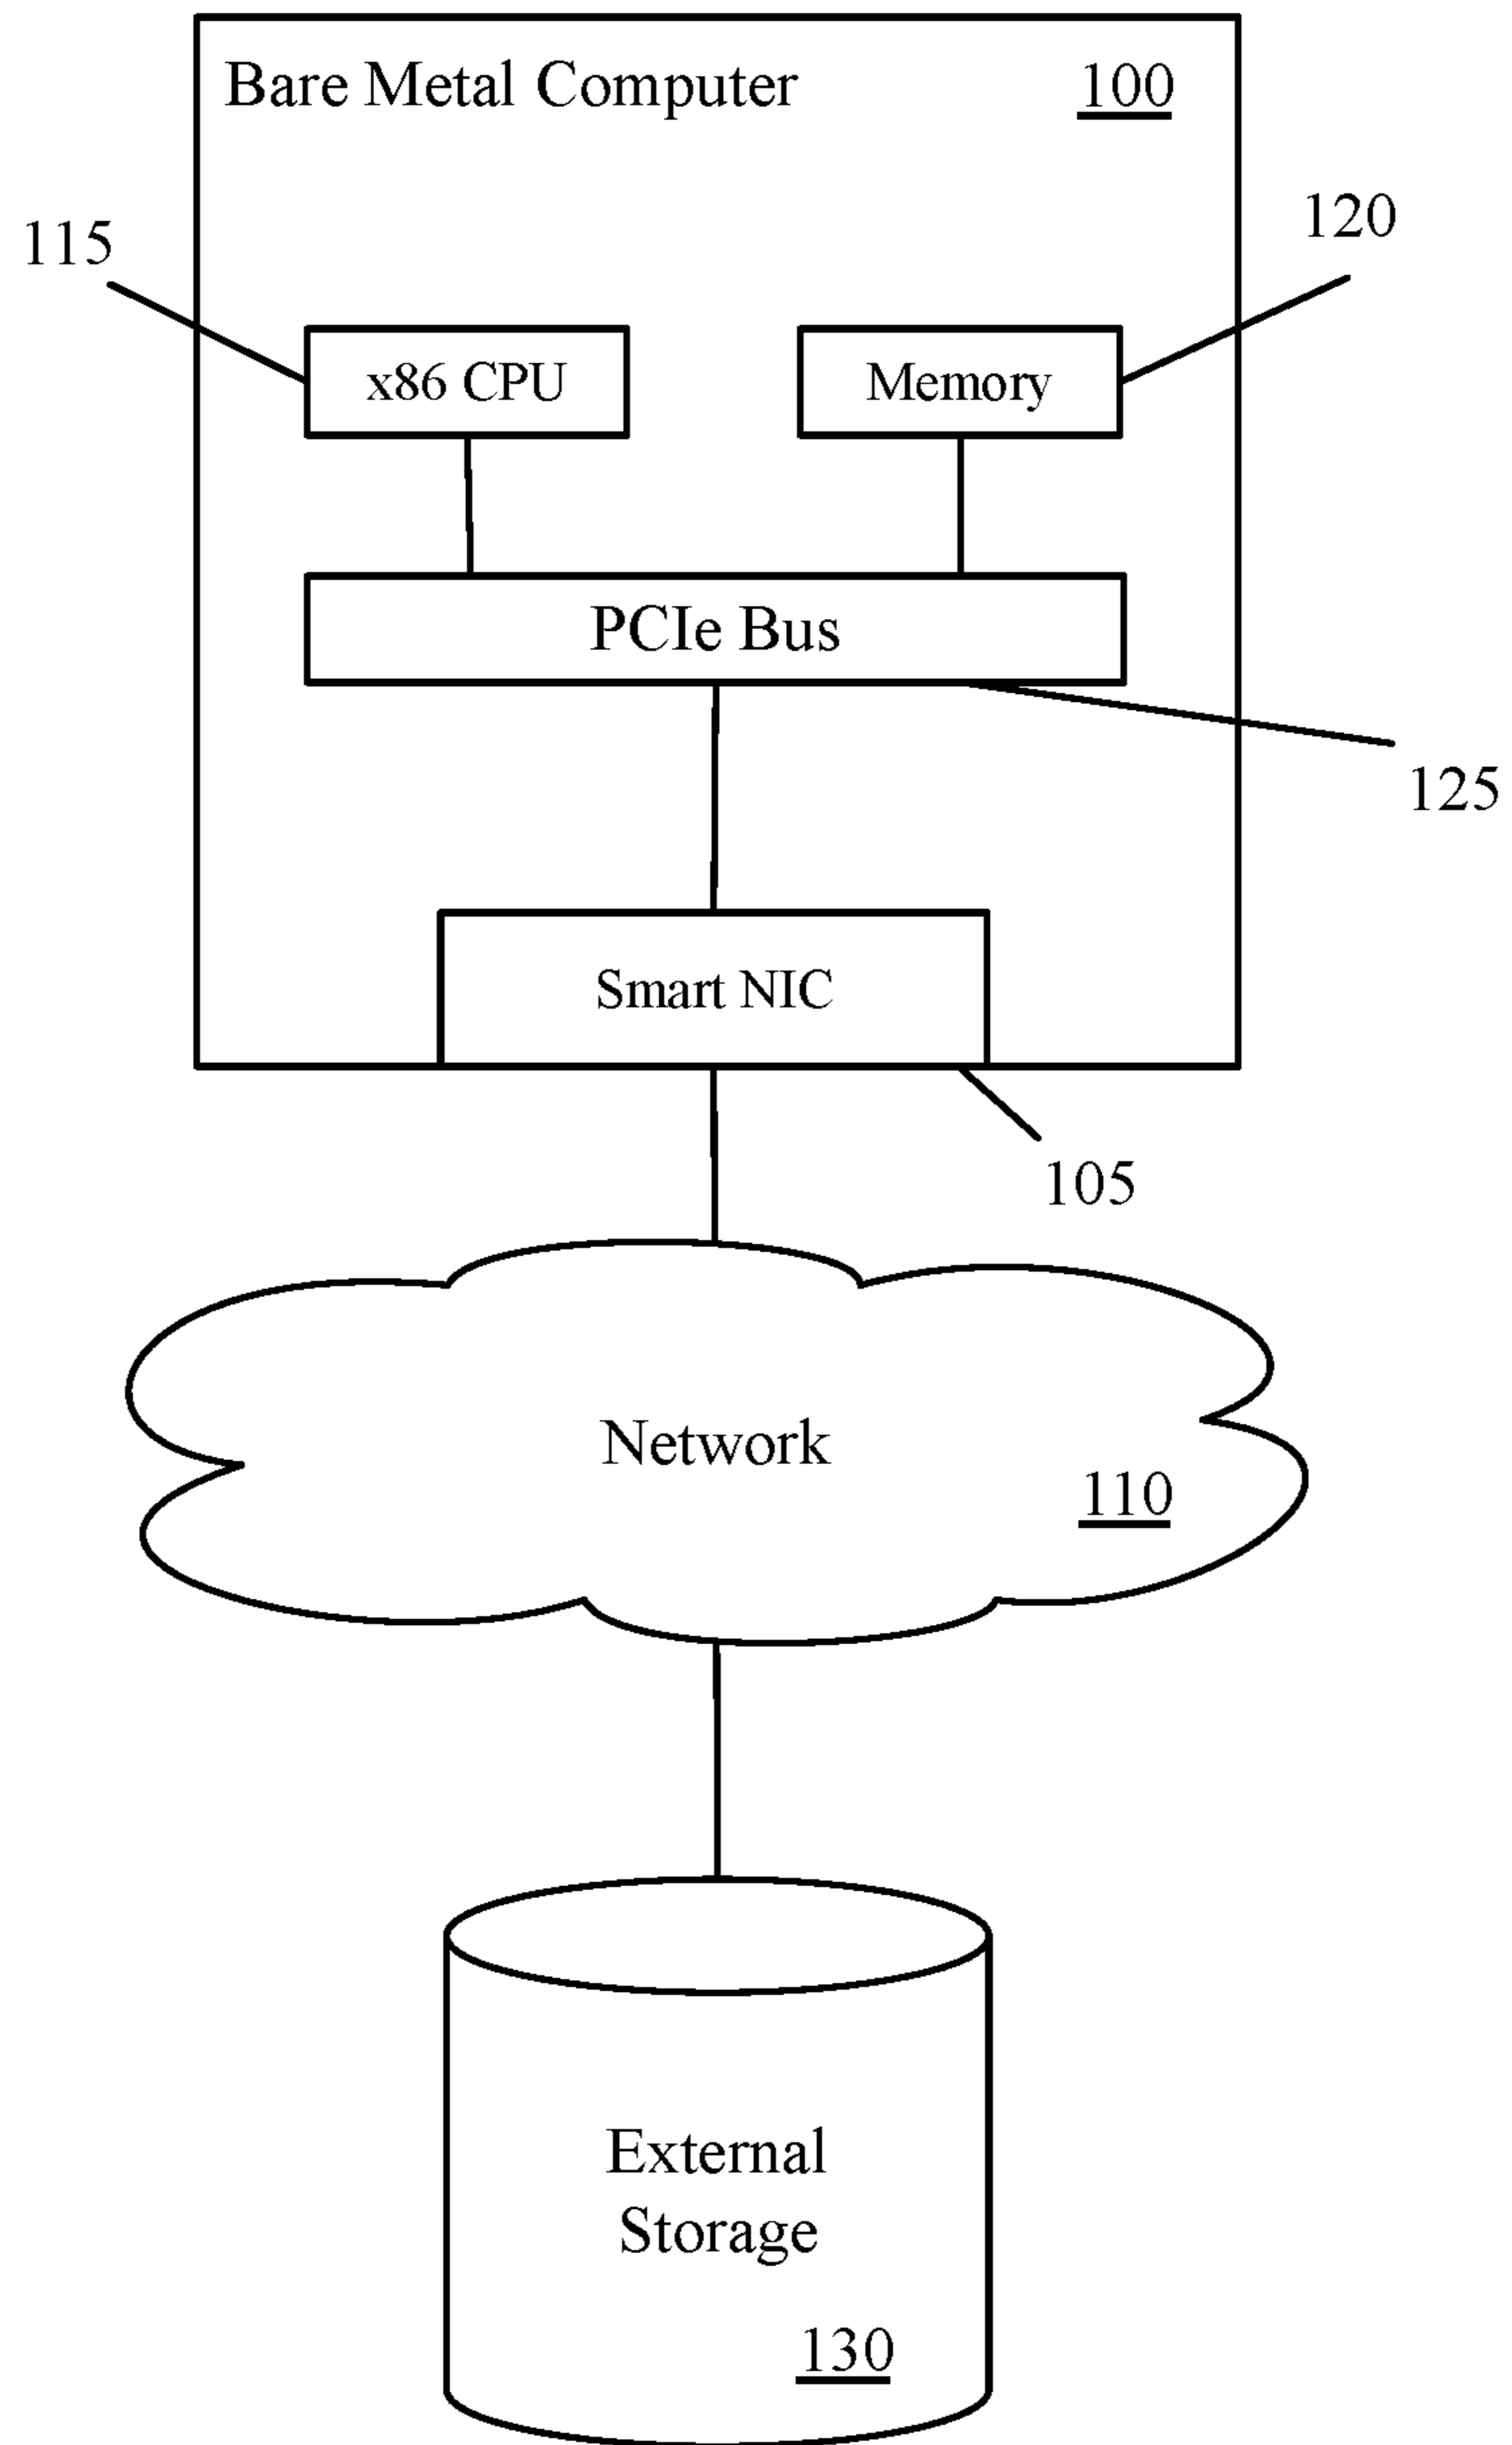 Bare Metal Computer 100
115
120
x86 CPU
Memory
PCIe Bus
125
Smart NIC
105
Network
110
External
Storage
130